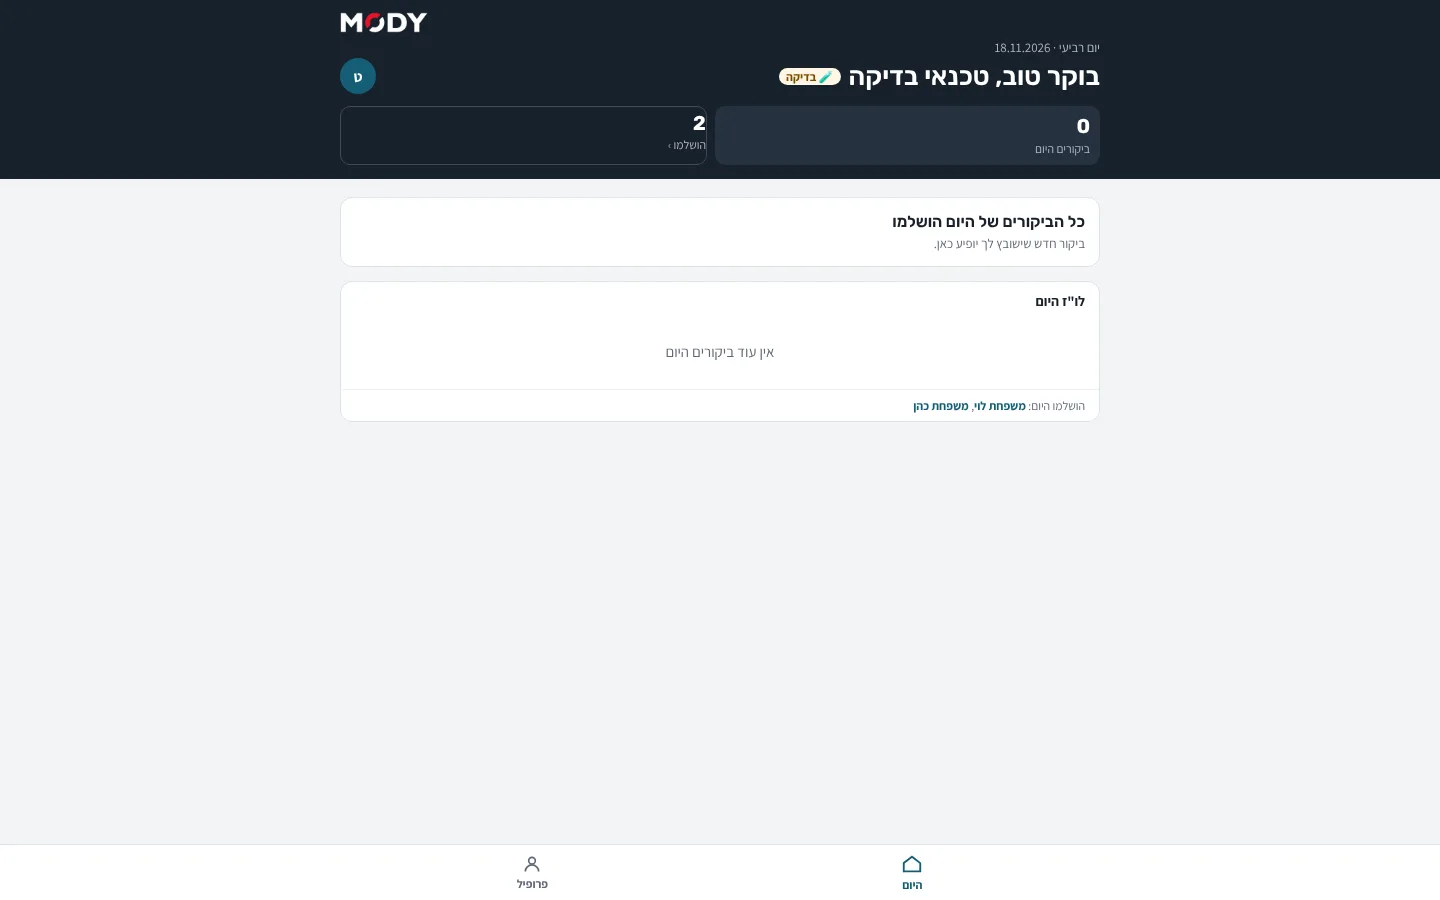 MODY
יום רביעי · 18.11.2026
בוקר טוב, טכנאי בדיקה 🧪 בדיקה
ט
0
ביקורים היום
2
הושלמו ›
כל הביקורים של היום הושלמו
ביקור חדש שישובץ לך יופיע כאן.
לו"ז היום
אין עוד ביקורים היום
הושלמו היום: משפחת לוי, משפחת כהן
היום
פרופיל